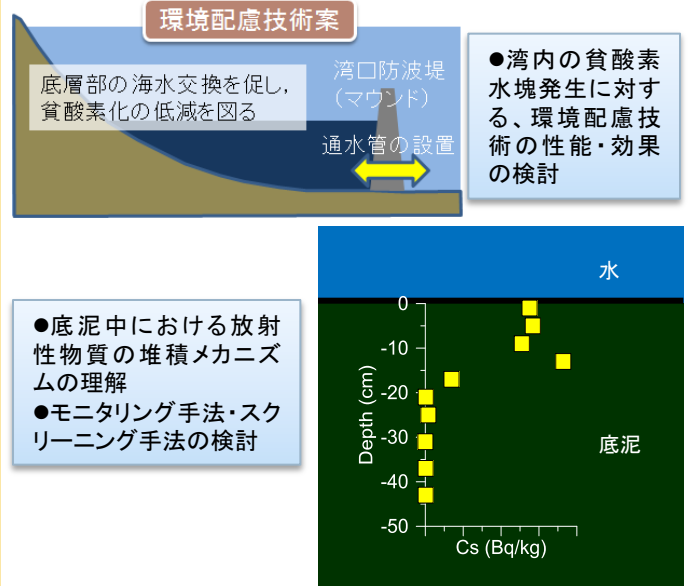 環境配慮技術案
底層部の海水交換を促し，
貧酸素化の低減を図る
湾口防波堤
（マウンド）
通水管の設置
●湾内の貧酸素
水塊発生に対す
る、環境配慮技
術の性能・効果
の検討
●底泥中における放射
性物質の堆積メカニズ
ムの理解
●モニタリング手法・スク
リーニング手法の検討
水
0
-10
-20
-30
-40
-50
Depth (cm)
底泥
Cs (Bq/kg)